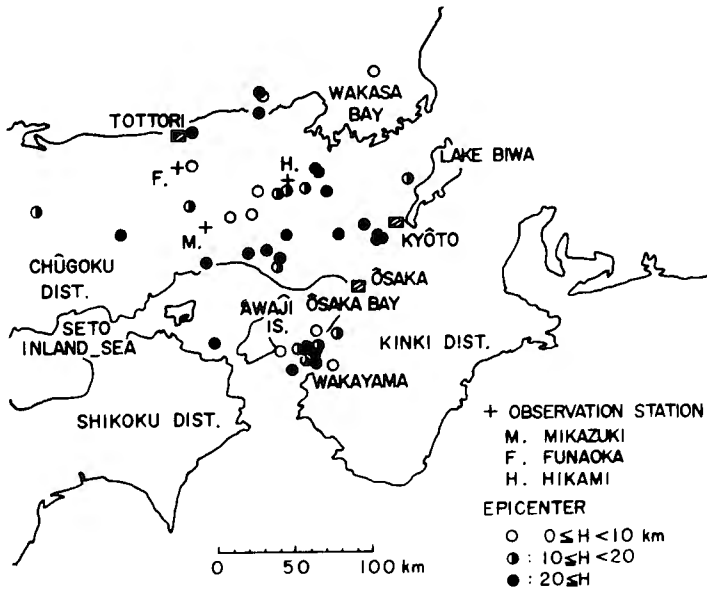 WAKASA
BAY
TOTTORI
LAKE BIWA
H.
F.
M.
KYÔTO
CHÛGOKU
DIST.
ÔSAKA
AWAJI
IS.
ÔSAKA BAY
SETO
INLAND SEA
KINKI DIST.
WAKAYAMA
SHIKOKU DIST.
+ OBSERVATION STATION
M. MIKAZUKI
F. FUNAOKA
H. HIKAMI
EPICENTER
○ 0≦H<10 km
◑ : 10≦H<20
● : 20≦H
0 50 100 km